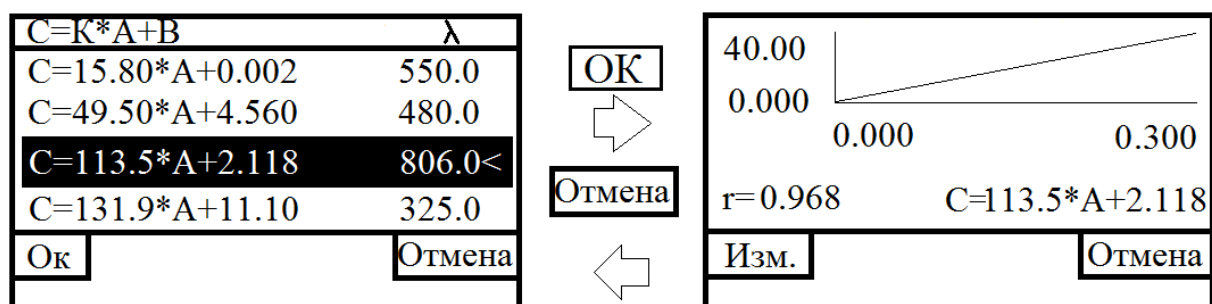 C=K*A+B λ
C=15.80*A+0.002 550.0
C=49.50*A+4.560 480.0
C=113.5*A+2.118 806.0<
C=131.9*A+11.10 325.0
Ок Отмена
ОК
Отмена
40.00
0.000
0.000 0.300
r=0.968 C=113.5*A+2.118
Изм. Отмена